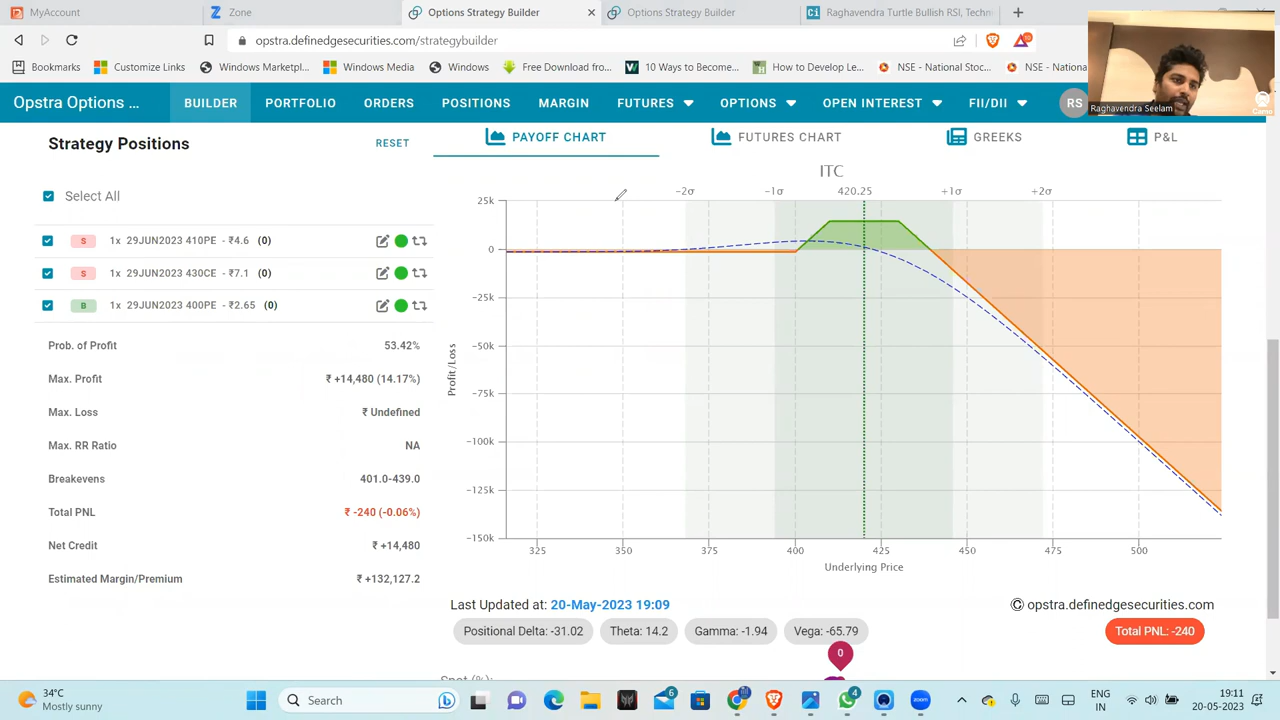 MyAccount
Zone
Options Strategy Builder
Options Strategy Builder
Raghavendra Turtle Bullish RSI, Techni
opstra.definedgesecurities.com/strategybuilder
Bookmarks
Customize Links
Windows Marketpl...
Windows Media
Windows
Free Download fro...
10 Ways to Become...
How to Develop Le...
NSE - National Stoc...
NSE - Nationa
Raghavendra Seelam
Opstra Options ...
BUILDER
PORTFOLIO
ORDERS
POSITIONS
MARGIN
FUTURES
OPTIONS
OPEN INTEREST
FII/DII
RS
Strategy Positions
RESET
PAYOFF CHART
FUTURES CHART
GREEKS
P&L
Select All
S 1x 29JUN2023 410PE - ₹4.6 (0)
S 1x 29JUN2023 430CE - ₹7.1 (0)
B 1x 29JUN2023 400PE - ₹2.65 (0)
Prob. of Profit 53.42%
Max. Profit ₹ +14,480 (14.17%)
Max. Loss ₹ Undefined
Max. RR Ratio NA
Breakevens 401.0-439.0
Total PNL ₹ -240 (-0.06%)
Net Credit ₹ +14,480
Estimated Margin/Premium ₹ +132,127.2
ITC
-2σ -1σ 420.25 +1σ +2σ
25k
0
-25k
-50k
-75k
-100k
-125k
-150k
Profit/Loss
325 350 375 400 425 450 475 500
Underlying Price
Last Updated at: 20-May-2023 19:09
© opstra.definedgesecurities.com
Positional Delta: -31.02
Theta: 14.2
Gamma: -1.94
Vega: -65.79
Total PNL: -240
0
Spot (%):
34°C
Mostly sunny
Search
6
4
zoom
ENG
IN
19:11
20-05-2023